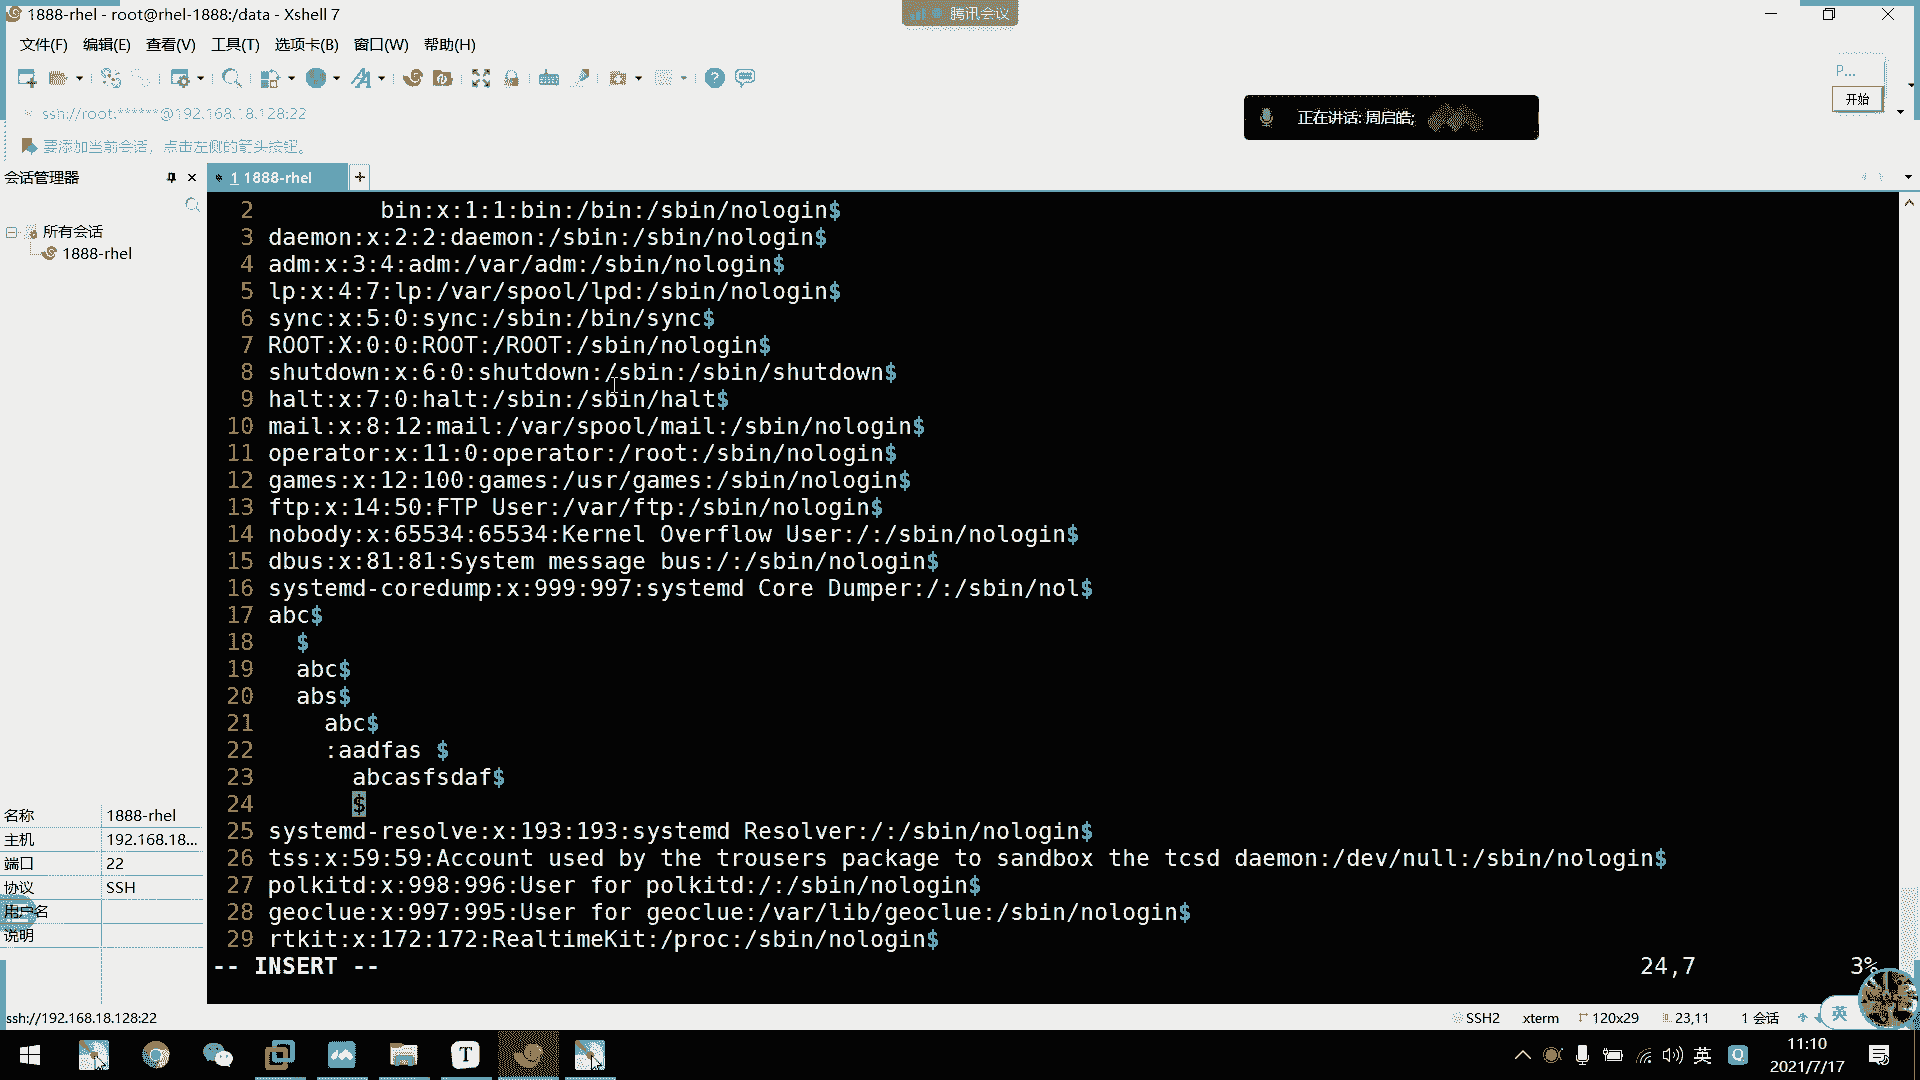 1888-rhel - root@rhel-1888:/data - Xshell 7
腾讯会议
文件(F) 编辑(E) 查看(V) 工具(T) 选项卡(B) 窗口(W) 帮助(H)
P...
开始
ssh://root:******@192.168.18.128:22
正在讲话: 周启皓;
要添加当前会话，点击左侧的箭头按钮。
会话管理器
1 1888-rhel
所有会话
1888-rhel
2 bin:x:1:1:bin:/bin:/sbin/nologin$
3 daemon:x:2:2:daemon:/sbin:/sbin/nologin$
4 adm:x:3:4:adm:/var/adm:/sbin/nologin$
5 lp:x:4:7:lp:/var/spool/lpd:/sbin/nologin$
6 sync:x:5:0:sync:/sbin:/bin/sync$
7 ROOT:X:0:0:ROOT:/ROOT:/sbin/nologin$
8 shutdown:x:6:0:shutdown:/sbin:/sbin/shutdown$
9 halt:x:7:0:halt:/sbin:/sbin/halt$
10 mail:x:8:12:mail:/var/spool/mail:/sbin/nologin$
11 operator:x:11:0:operator:/root:/sbin/nologin$
12 games:x:12:100:games:/usr/games:/sbin/nologin$
13 ftp:x:14:50:FTP User:/var/ftp:/sbin/nologin$
14 nobody:x:65534:65534:Kernel Overflow User:/:/sbin/nologin$
15 dbus:x:81:81:System message bus:/:/sbin/nologin$
16 systemd-coredump:x:999:997:systemd Core Dumper:/:/sbin/nol$
17 abc$
18 $
19 abc$
20 abs$
21 abc$
22 :aadfas $
23 abcasfsdaf$
24 $
25 systemd-resolve:x:193:193:systemd Resolver:/:/sbin/nologin$
26 tss:x:59:59:Account used by the trousers package to sandbox the tcsd daemon:/dev/null:/sbin/nologin$
27 polkitd:x:998:996:User for polkitd:/:/sbin/nologin$
28 geoclue:x:997:995:User for geoclue:/var/lib/geoclue:/sbin/nologin$
29 rtkit:x:172:172:RealtimeKit:/proc:/sbin/nologin$
-- INSERT -- 24,7 3%
名称 1888-rhel
主机 192.168.18...
端口 22
协议 SSH
用户名
说明
ssh://192.168.18.128:22
SSH2 xterm 120x29 23,11 1 会话
英
英
11:10
2021/7/17